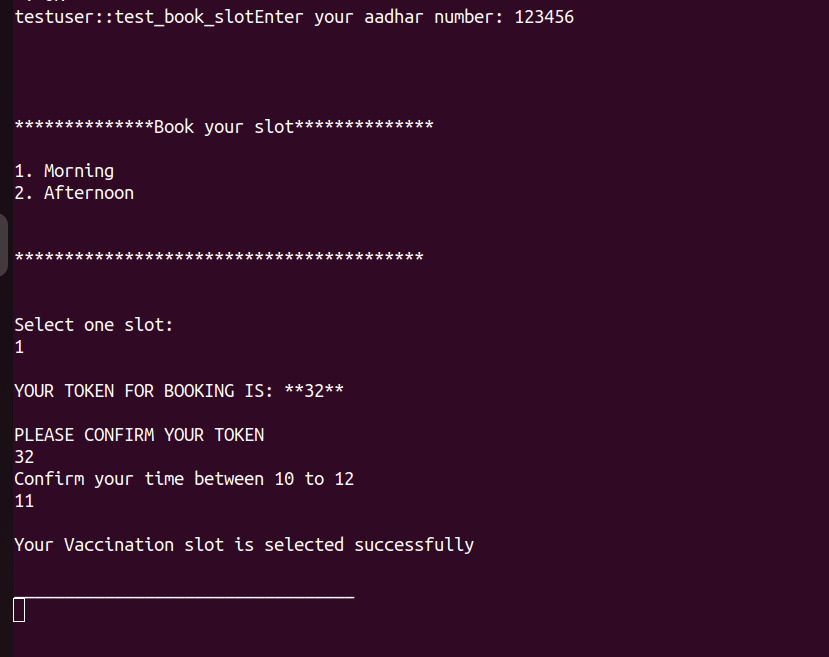 testuser::test_book_slotEnter your aadhar number: 123456
**************Book your slot**************
1. Morning
2. Afternoon
*****************************************
Select one slot:
1
YOUR TOKEN FOR BOOKING IS: **32**
PLEASE CONFIRM YOUR TOKEN
32
Confirm your time between 10 to 12
11
Your Vaccination slot is selected successfully
__________________________________